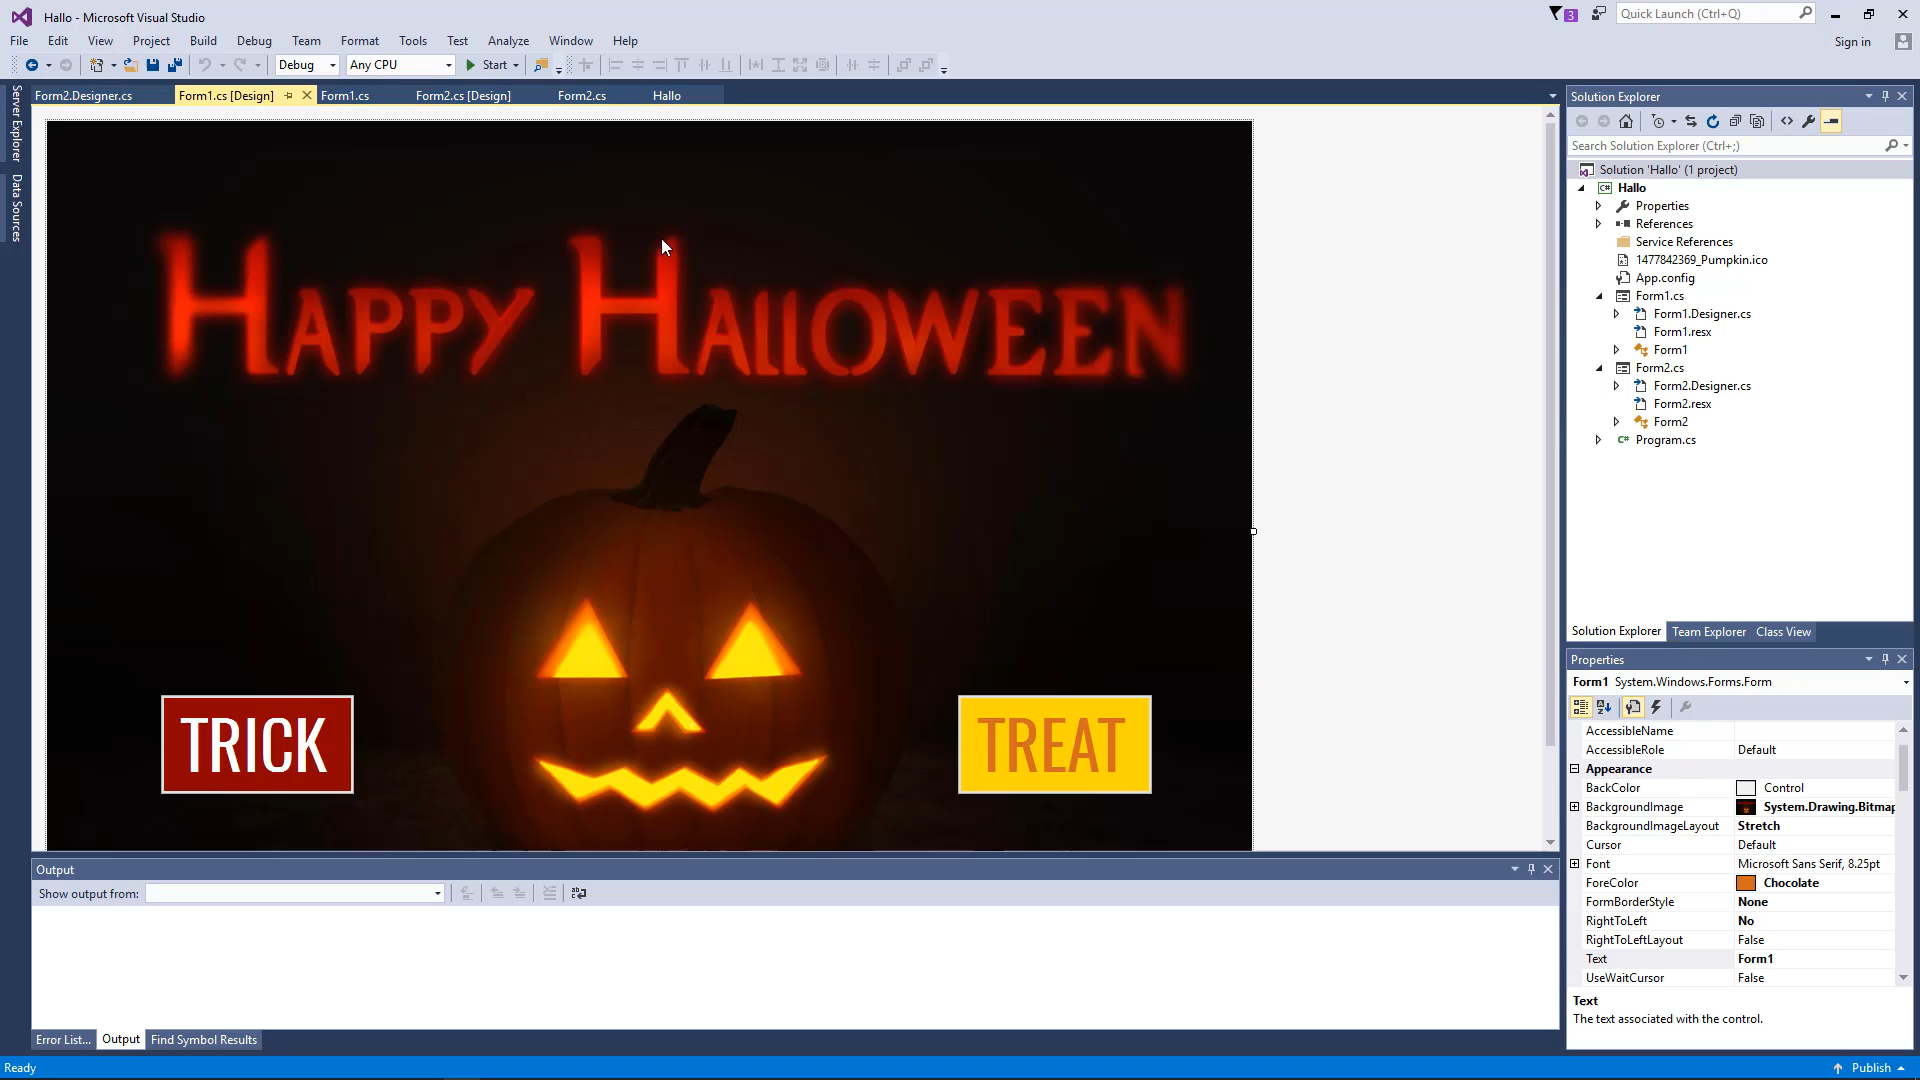 Hallo - Microsoft Visual Studio
3
Quick Launch (Ctrl+Q)
File Edit View Project Build Debug Team Format Tools Test Analyze Window Help
Sign in
Debug
Any CPU
Start
Server Explorer
Data Sources
Form2.Designer.cs
Form1.cs [Design]
Form1.cs
Form2.cs [Design]
Form2.cs
Hallo
HAPPY HALLOWEEN
TRICK
TREAT
Output
Show output from:
Error List...
Output
Find Symbol Results
Solution Explorer
Search Solution Explorer (Ctrl+;)
Solution 'Hallo' (1 project)
Hallo
Properties
References
Service References
1477842369_Pumpkin.ico
App.config
Form1.cs
Form1.Designer.cs
Form1.resx
Form1
Form2.cs
Form2.Designer.cs
Form2.resx
Form2
C# Program.cs
Solution Explorer
Team Explorer
Class View
Properties
Form1 System.Windows.Forms.Form
AccessibleName
AccessibleRole Default
Appearance
BackColor Control
BackgroundImage System.Drawing.Bitmap
BackgroundImageLayout Stretch
Cursor Default
Font Microsoft Sans Serif, 8.25pt
ForeColor Chocolate
FormBorderStyle None
RightToLeft No
RightToLeftLayout False
Text Form1
UseWaitCursor False
Text
The text associated with the control.
Ready
Publish